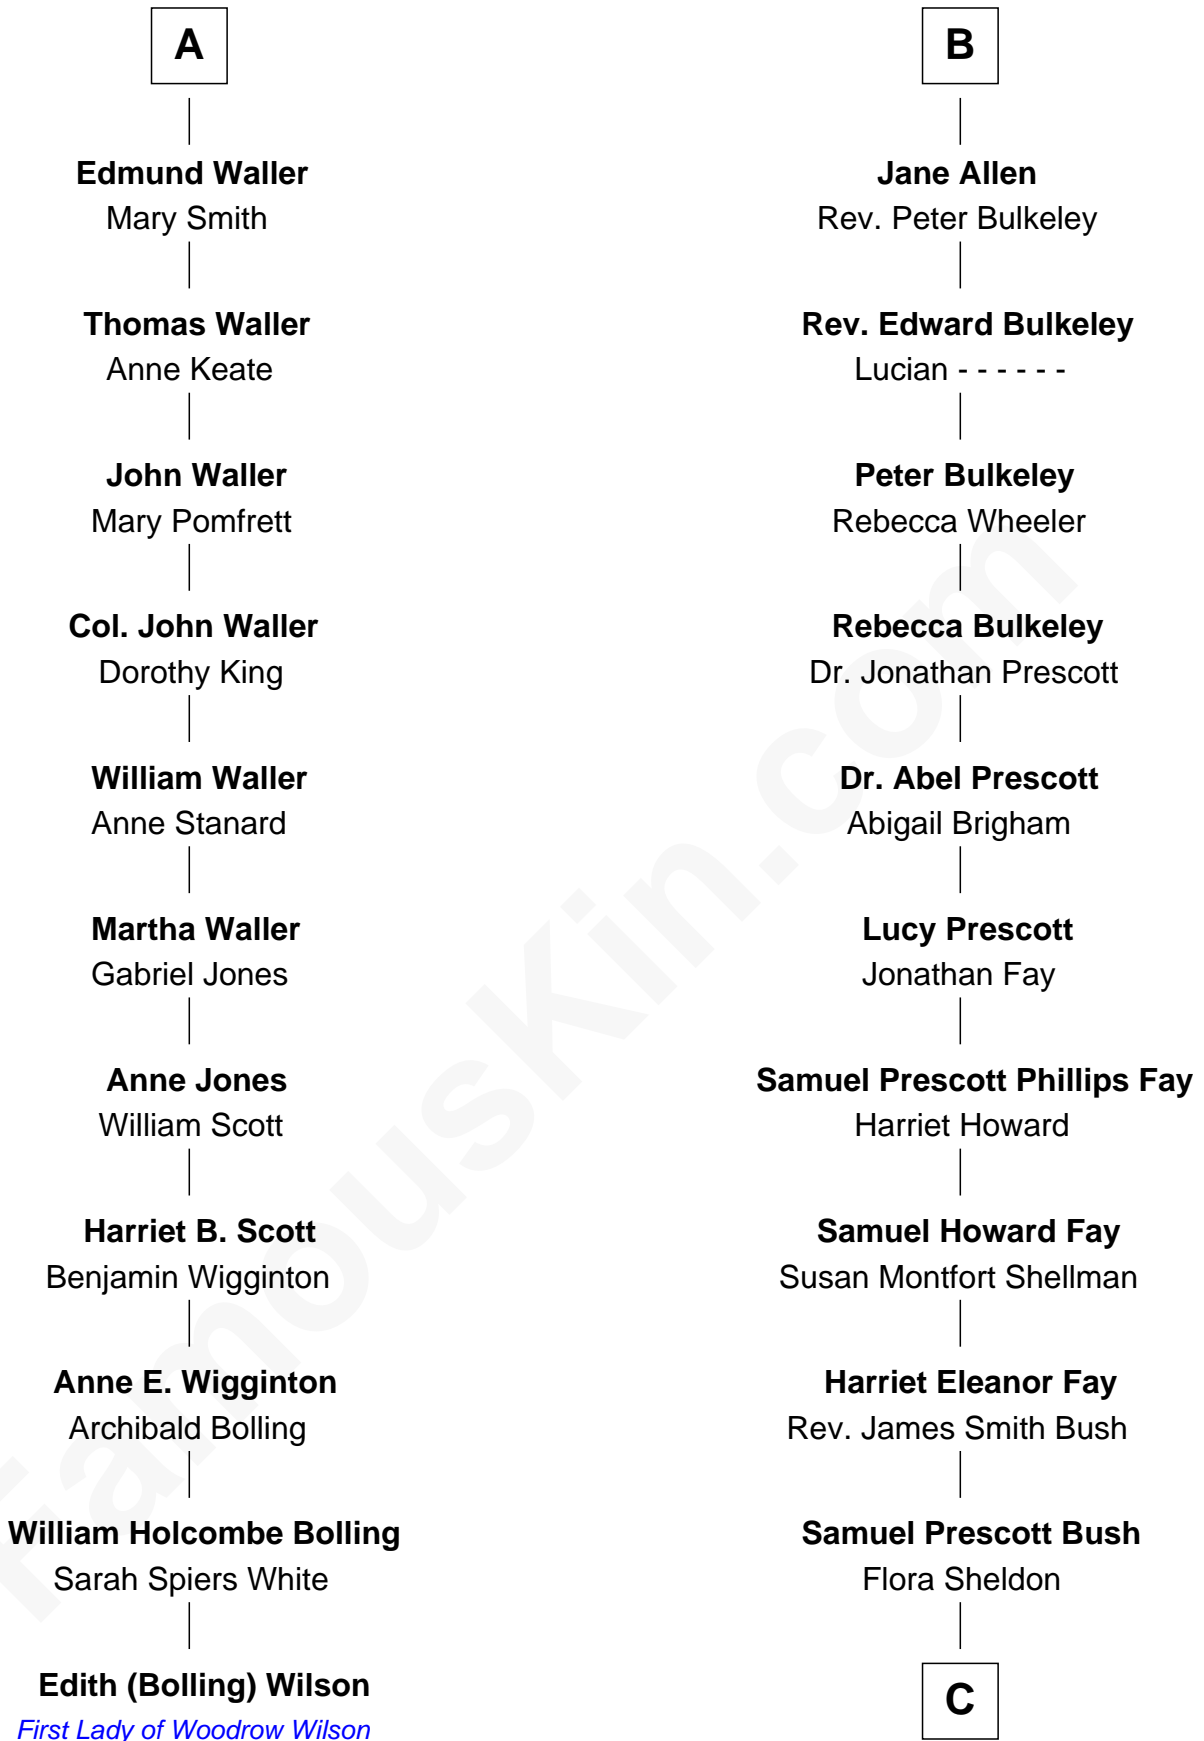 A
Edmund Waller
Mary Smith
Thomas Waller
Anne Keate
John Waller
Mary Pomfrett
Col. John Waller
Dorothy King
William Waller
Anne Stanard
Martha Waller
Gabriel Jones
Anne Jones
William Scott
Harriet B. Scott
Benjamin Wigginton
Anne E. Wigginton
Archibald Bolling
William Holcombe Bolling
Sarah Spiers White
Edith (Bolling) Wilson
First Lady of Woodrow Wilson
B
Jane Allen
Rev. Peter Bulkeley
Rev. Edward Bulkeley
Lucian - - - - - -
Peter Bulkeley
Rebecca Wheeler
Rebecca Bulkeley
Dr. Jonathan Prescott
Dr. Abel Prescott
Abigail Brigham
Lucy Prescott
Jonathan Fay
Samuel Prescott Phillips Fay
Harriet Howard
Samuel Howard Fay
Susan Montfort Shellman
Harriet Eleanor Fay
Rev. James Smith Bush
Samuel Prescott Bush
Flora Sheldon
C
FamousKin.com